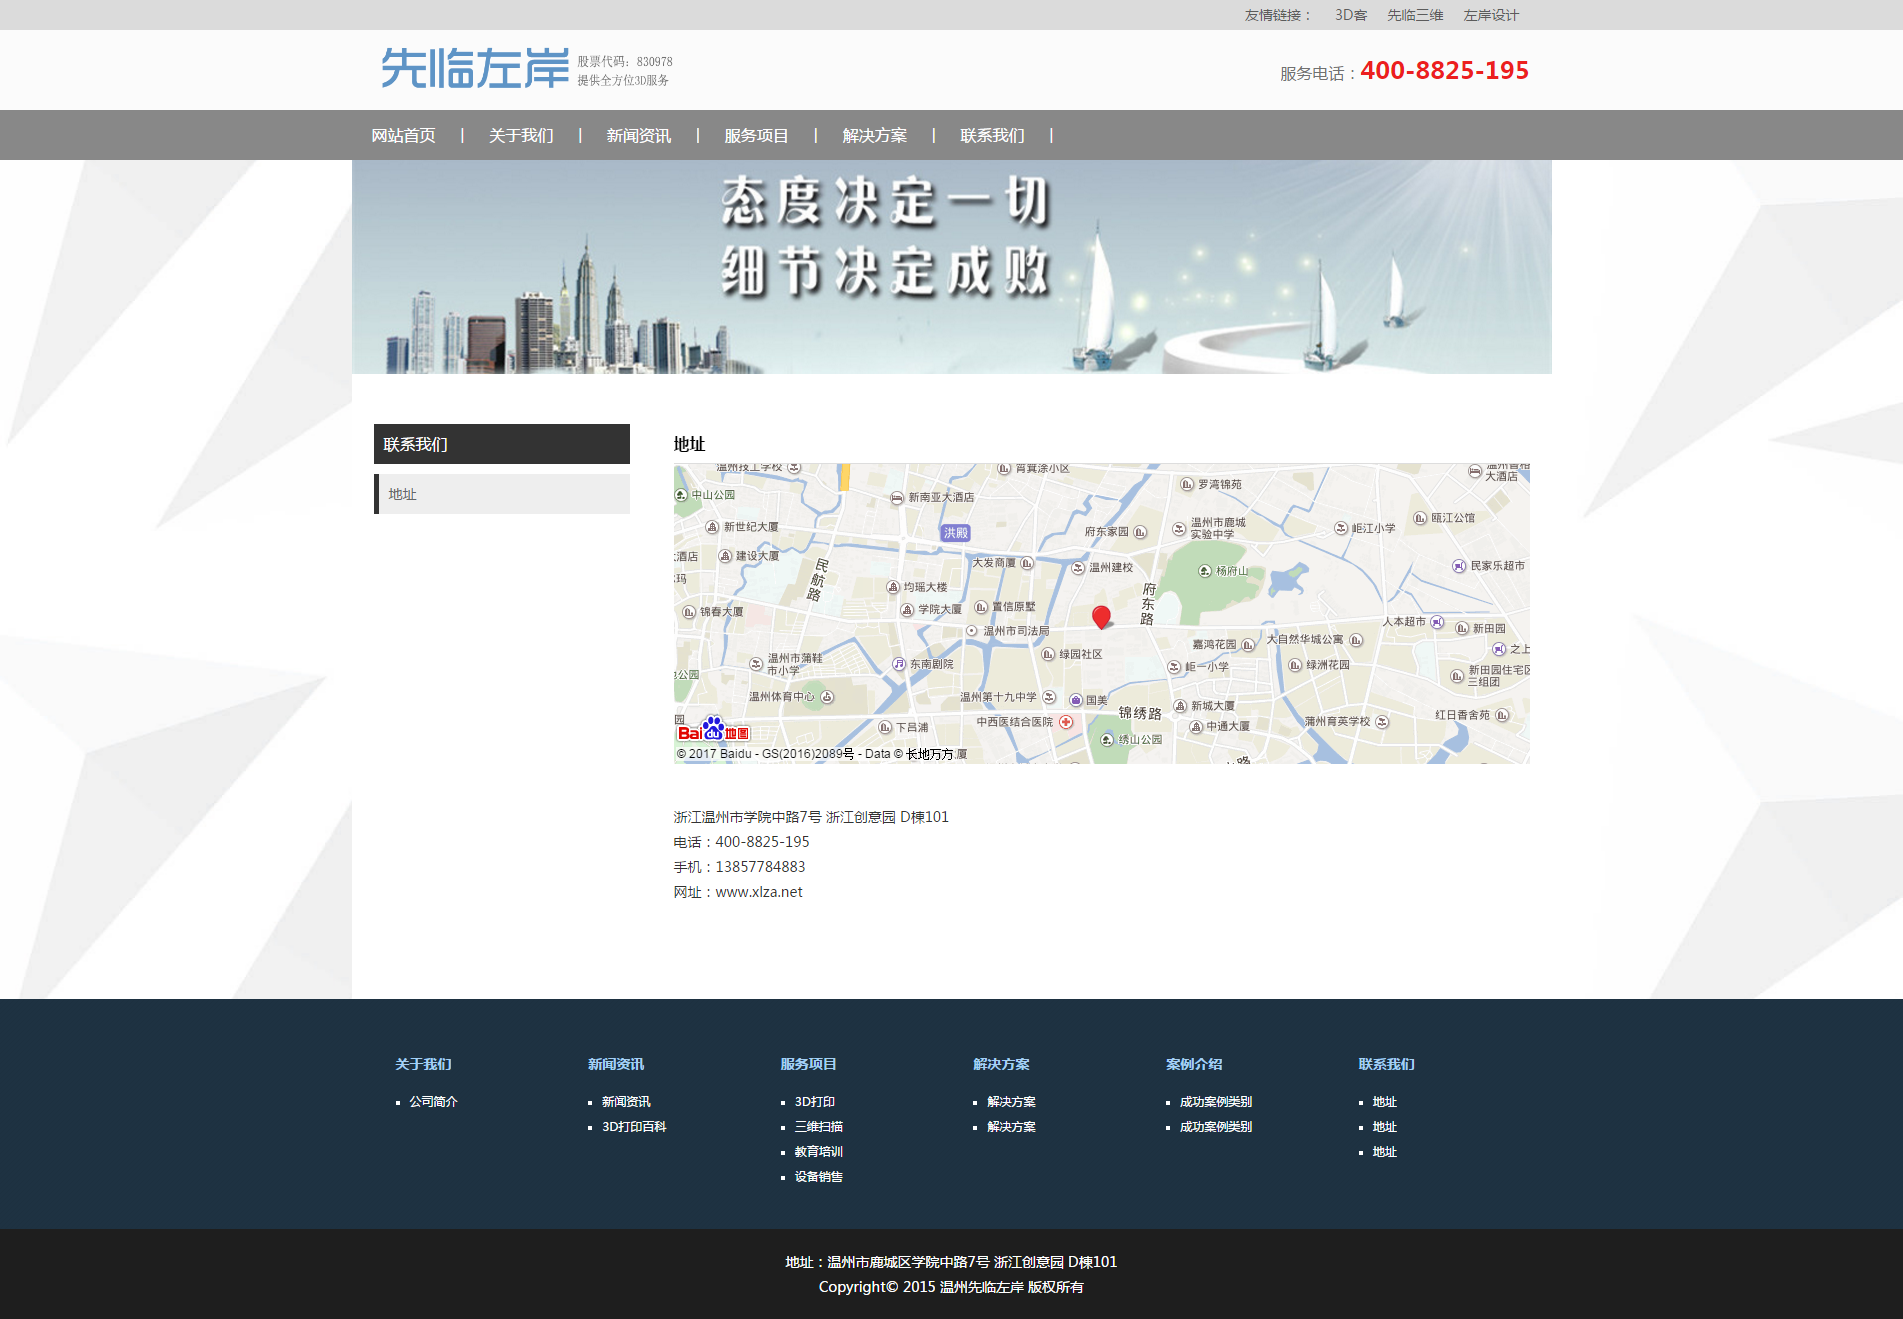 友情链接： 3D客 先临三维 左岸设计
先临左岸
股票代码：830978
提供全方位3D服务
服务电话：400-8825-195
网站首页 | 关于我们 | 新闻资讯 | 服务项目 | 解决方案 | 联系我们 |
态度决定一切
细节决定成败
联系我们
地址
地址
温州技工学校
宵箕涂小区
大酒店
中山公园
新南亚大酒店
罗湾锦苑
新世纪大厦
洪殿
府东家园
温州市鹿城
实验中学
岠江小学
瓯江公馆
大酒店
建设大厦
民航路
大发商厦
温州建校
杨府山
民家乐超市
玛
均瑶大楼
府东路
锦春大厦
学院大厦
置信原墅
温州市司法局
人本超市
新田园
嘉鸿花园
大自然华城公寓
之上
绿园社区
温州市蒲鞋
市小学
东南剧院
岠一小学
绿洲花园
新田园住宅区
三组团
公园
温州体育中心
温州第十九中学
国美
锦绣路
新城大厦
红日香舍苑
园
下吕浦
中西医结合医院
中通大厦
蒲州育英学校
绣山公园
Bai du 地图
© 2017 Baidu - GS(2016)2089号 - Data © 长地万方
厦
路
浙江温州市学院中路7号 浙江创意园 D棟101
电话：400-8825-195
手机：13857784883
网址：www.xlza.net
关于我们
公司简介
新闻资讯
新闻资讯
3D打印百科
服务项目
3D打印
三维扫描
教育培训
设备销售
解决方案
解决方案
解决方案
案例介绍
成功案例类别
成功案例类别
联系我们
地址
地址
地址
地址：温州市鹿城区学院中路7号 浙江创意园 D棟101
Copyright© 2015 温州先临左岸 版权所有